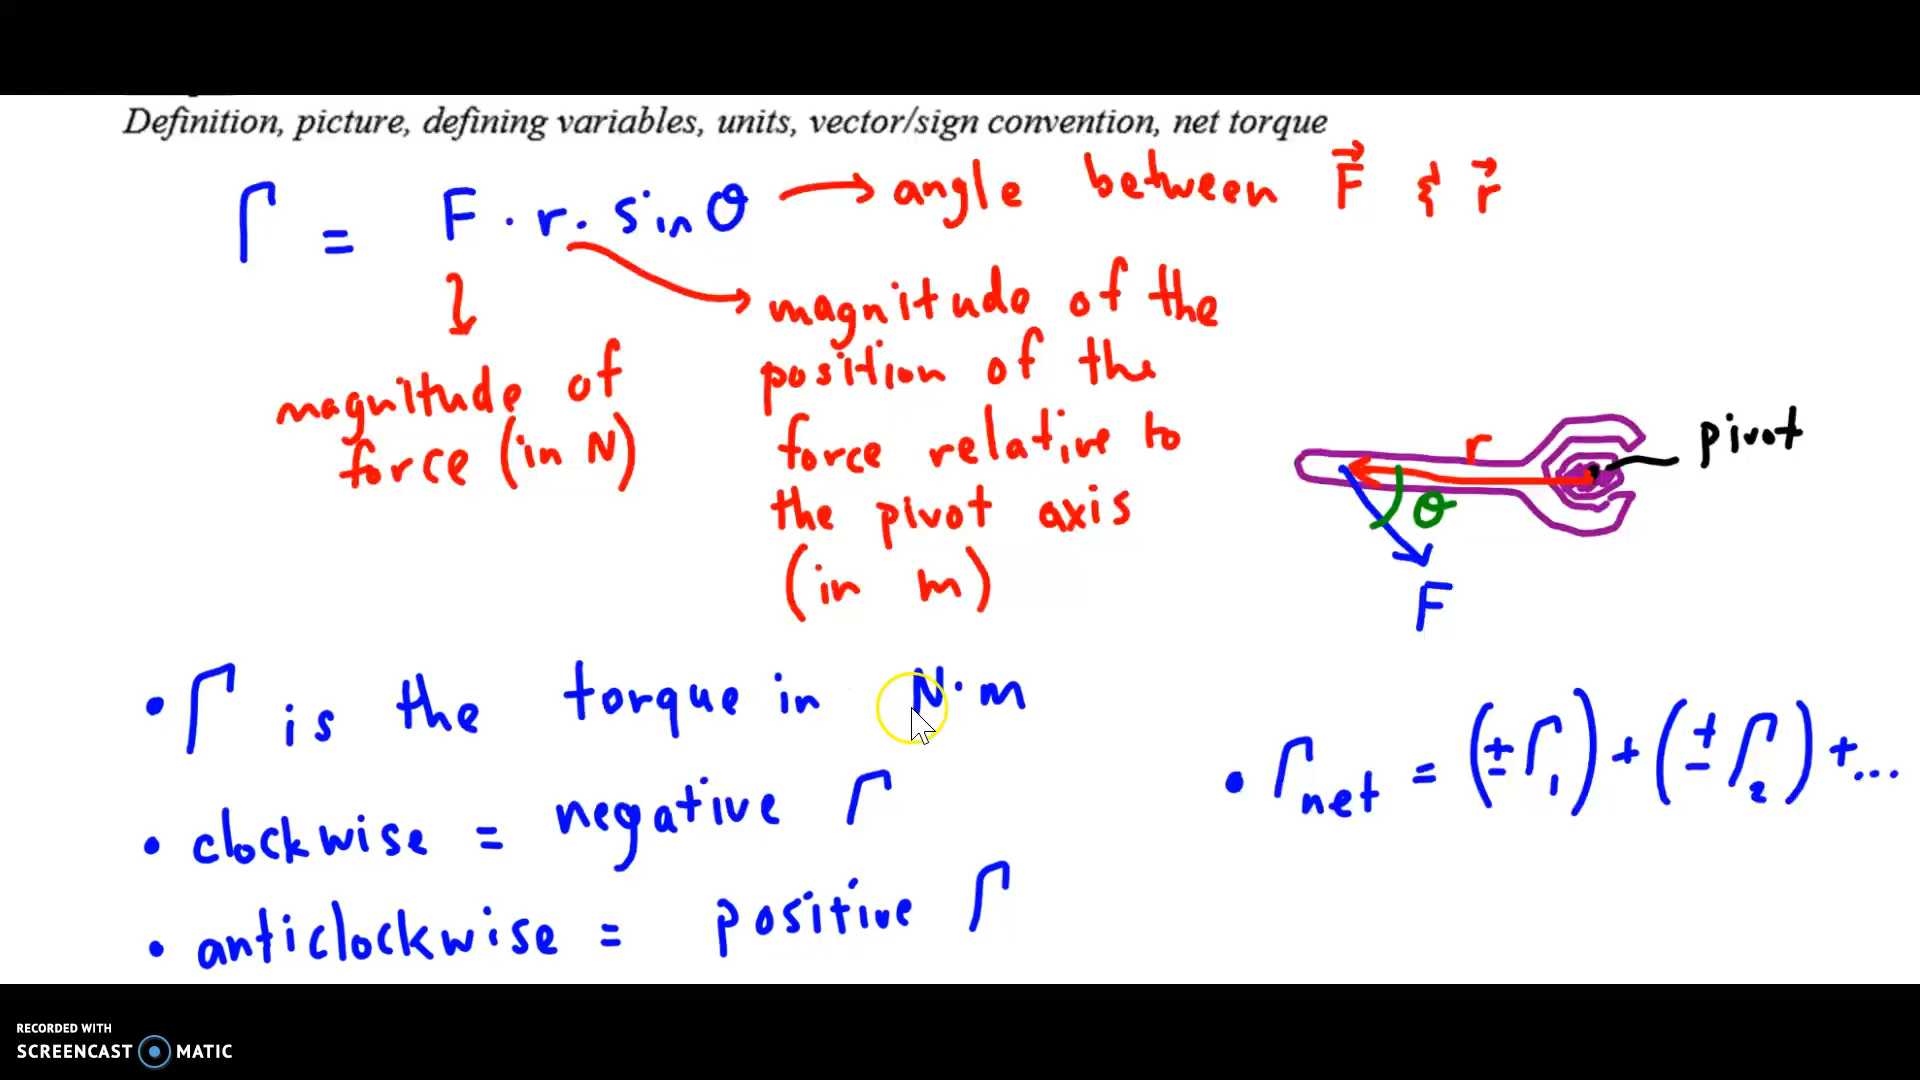 Definition, picture, defining variables, units, vector/sign convention, net torque
Γ = F · r · sin θ → angle between F⃗ & r⃗
magnitude of force (in N)
magnitude of the
position of the
force relative to
the pivot axis
(in m)
r
pivot
θ
F
• Γ is the torque in N·m
• clockwise = negative Γ
• anticlockwise = positive Γ
• Γnet = (± Γ1) + (± Γ2) + ...
RECORDED WITH
SCREENCAST MATIC